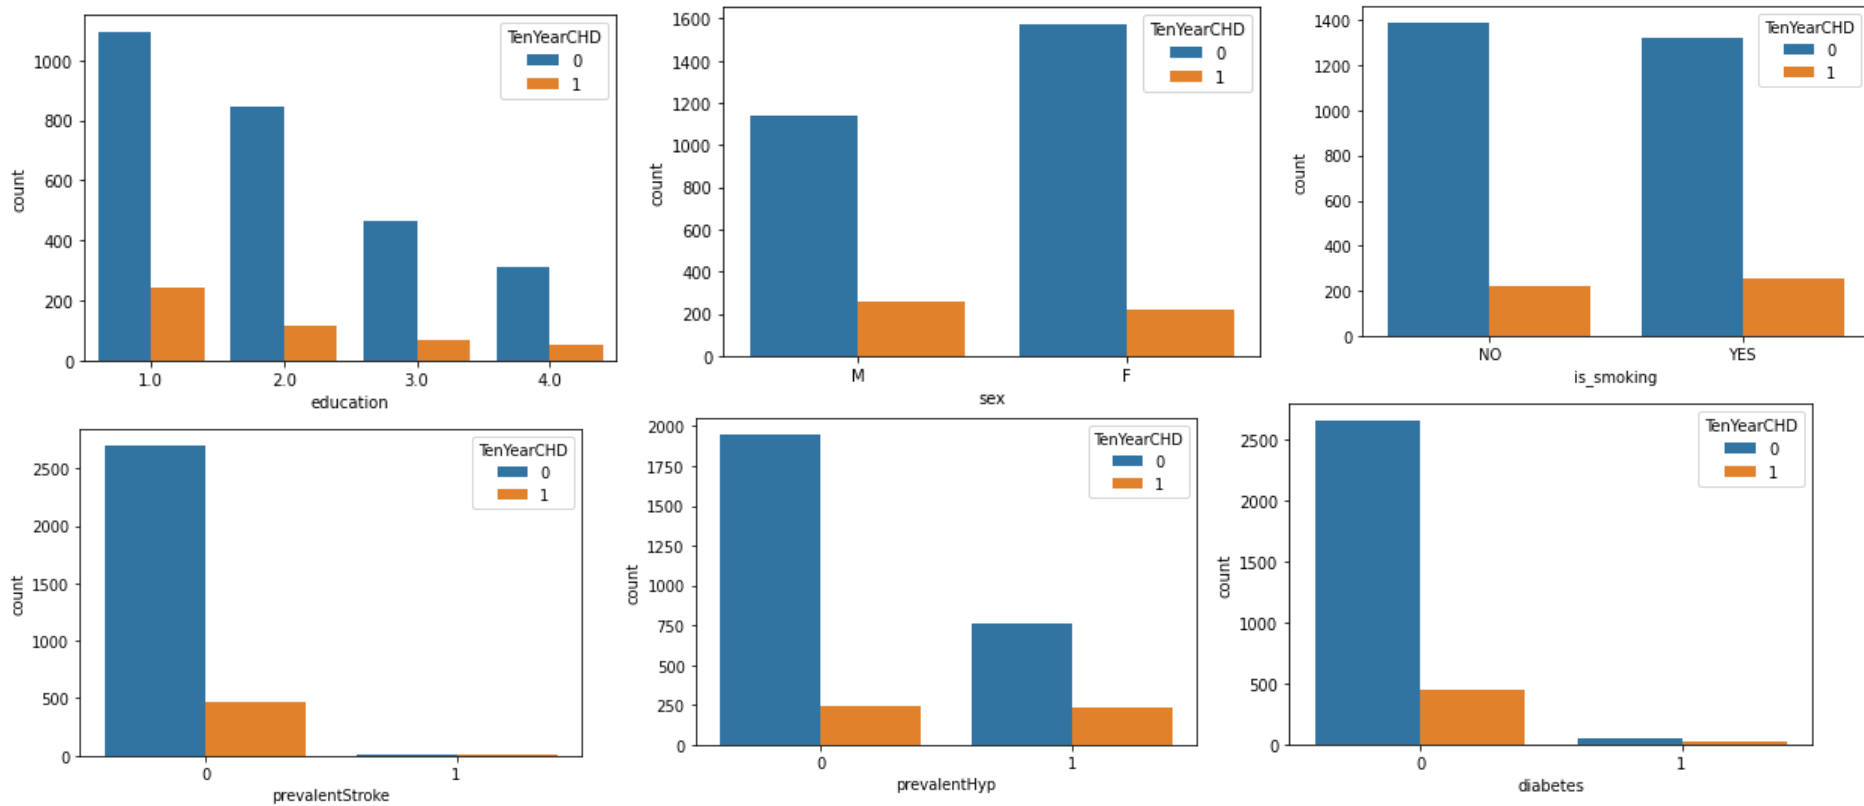 TenYearCHD
0
1
1000
800
600
400
200
0
count
1.0 2.0 3.0 4.0
education
TenYearCHD
0
1
1600
1400
1200
1000
800
600
400
200
0
count
M F
sex
TenYearCHD
0
1
1400
1200
1000
800
600
400
200
0
count
NO YES
is_smoking
TenYearCHD
0
1
2500
2000
1500
1000
500
0
count
0 1
prevalentStroke
TenYearCHD
0
1
2000
1750
1500
1250
1000
750
500
250
0
count
0 1
prevalentHyp
TenYearCHD
0
1
2500
2000
1500
1000
500
0
count
0 1
diabetes